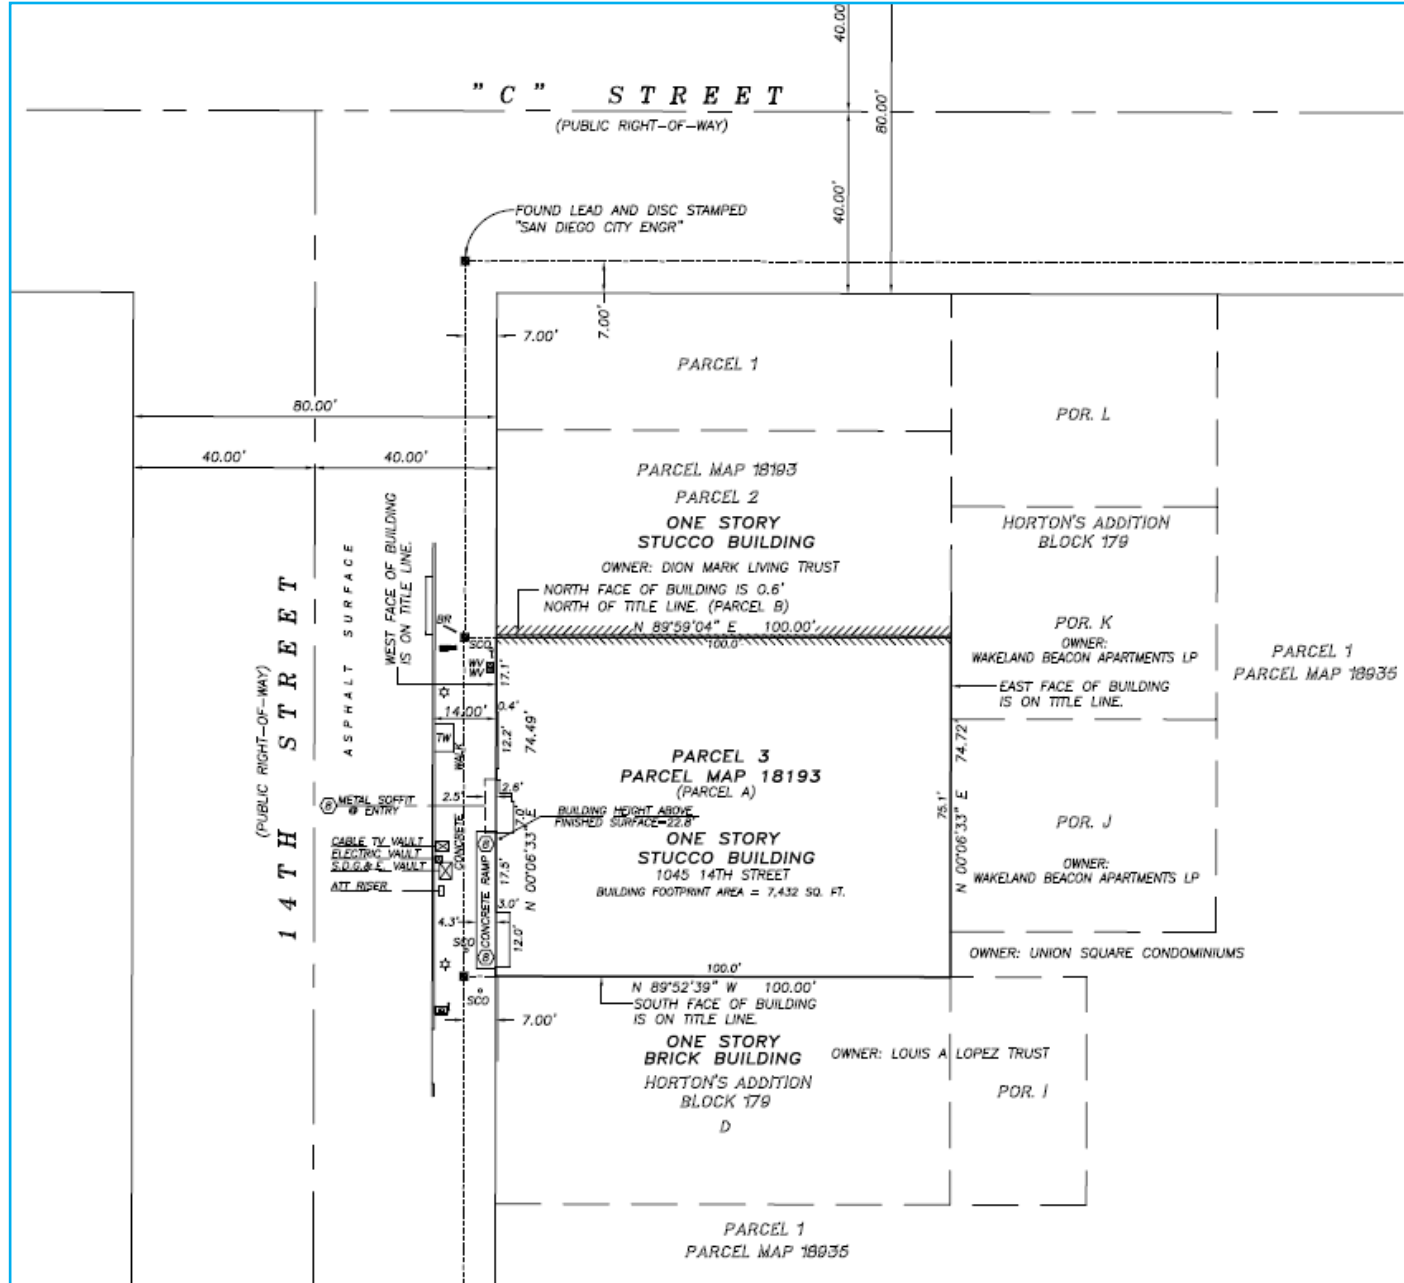 40.00'
80.00'
" C " STREET
(PUBLIC RIGHT-OF-WAY)
40.00'
FOUND LEAD AND DISC STAMPED
"SAN DIEGO CITY ENGR"
7.00'
7.00'
PARCEL 1
80.00'
40.00'
40.00'
POR. L
PARCEL MAP 18193
PARCEL 2
ONE STORY
STUCCO BUILDING
OWNER: DION MARK LIVING TRUST
HORTON'S ADDITION
BLOCK 179
WEST FACE OF BUILDING
IS ON TITLE LINE.
ASPHALT SURFACE
14TH STREET
(PUBLIC RIGHT-OF-WAY)
NORTH FACE OF BUILDING IS 0.6'
NORTH OF TITLE LINE. (PARCEL B)
N 89°59'04" E 100.00'
100.0'
BR
SCO
WV
WV
17.1'
POR. K
OWNER:
WAKELAND BEACON APARTMENTS LP
PARCEL 1
PARCEL MAP 18935
EAST FACE OF BUILDING
IS ON TITLE LINE.
14.00'
0.4'
12.2'
74.49'
N 00°06'33" E
TW
CONCRETE WALK
74.72'
N 00°06'33" E
75.1'
PARCEL 3
PARCEL MAP 18193
(PARCEL A)
2.5'
2.6'
7.0'
8
METAL SOFFIT
@ ENTRY
BUILDING HEIGHT ABOVE
FINISHED SURFACE=22.8'
ONE STORY
STUCCO BUILDING
1045 14TH STREET
BUILDING FOOTPRINT AREA = 7,432 SQ. FT.
POR. J
OWNER:
WAKELAND BEACON APARTMENTS LP
CABLE TV VAULT
ELECTRIC VAULT
S.D.G.& E. VAULT
ATT RISER
8
CONCRETE RAMP
8
17.5'
3.0'
4.3'
12.0'
SCO
OWNER: UNION SQUARE CONDOMINIUMS
100.0'
N 89°52'39" W 100.00'
SOUTH FACE OF BUILDING
IS ON TITLE LINE.
SCO
7.00'
ONE STORY
BRICK BUILDING
OWNER: LOUIS A LOPEZ TRUST
HORTON'S ADDITION
BLOCK 179
D
POR. I
PARCEL 1
PARCEL MAP 18935